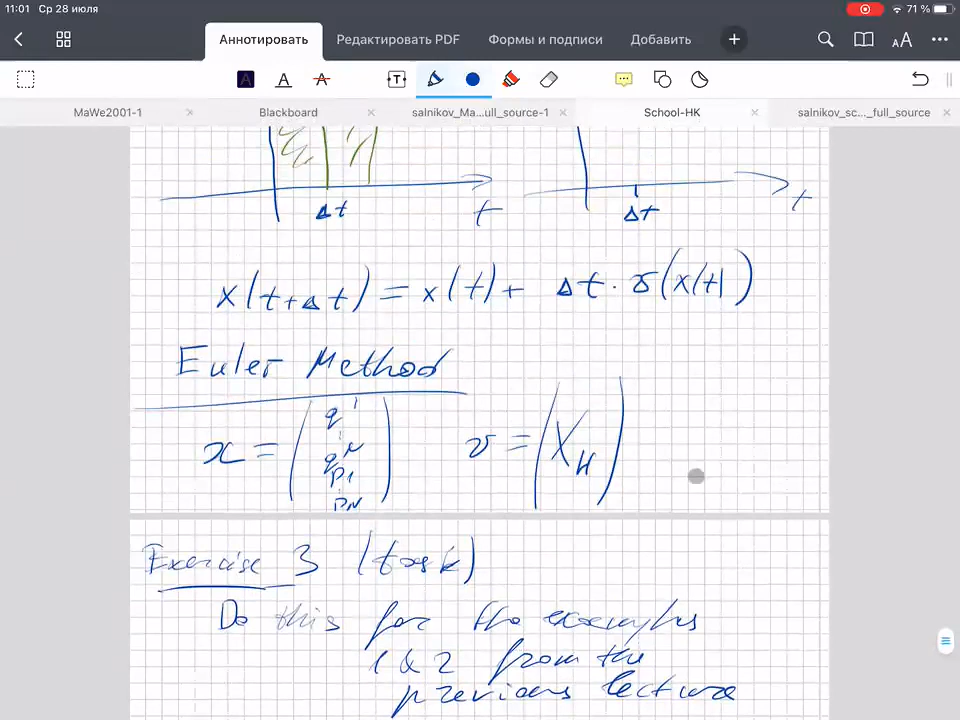 11:01 Ср 28 июля 71 %
Аннотировать Редактировать PDF Формы и подписи Добавить
MaWe2001-1 Blackboard salnikov_Ma...ull_source-1 School-HK salnikov_sc..._full_source
Δt t Δt t
x(t+Δt) = x(t) + Δt · v(x(t))
Euler Method
x = (q¹ ⋮ qᴺ p₁ ⋮ pɴ) v = (X_H)
Exercise 3 (task)
Do this for the examples
1 & 2 from the
previous lecture